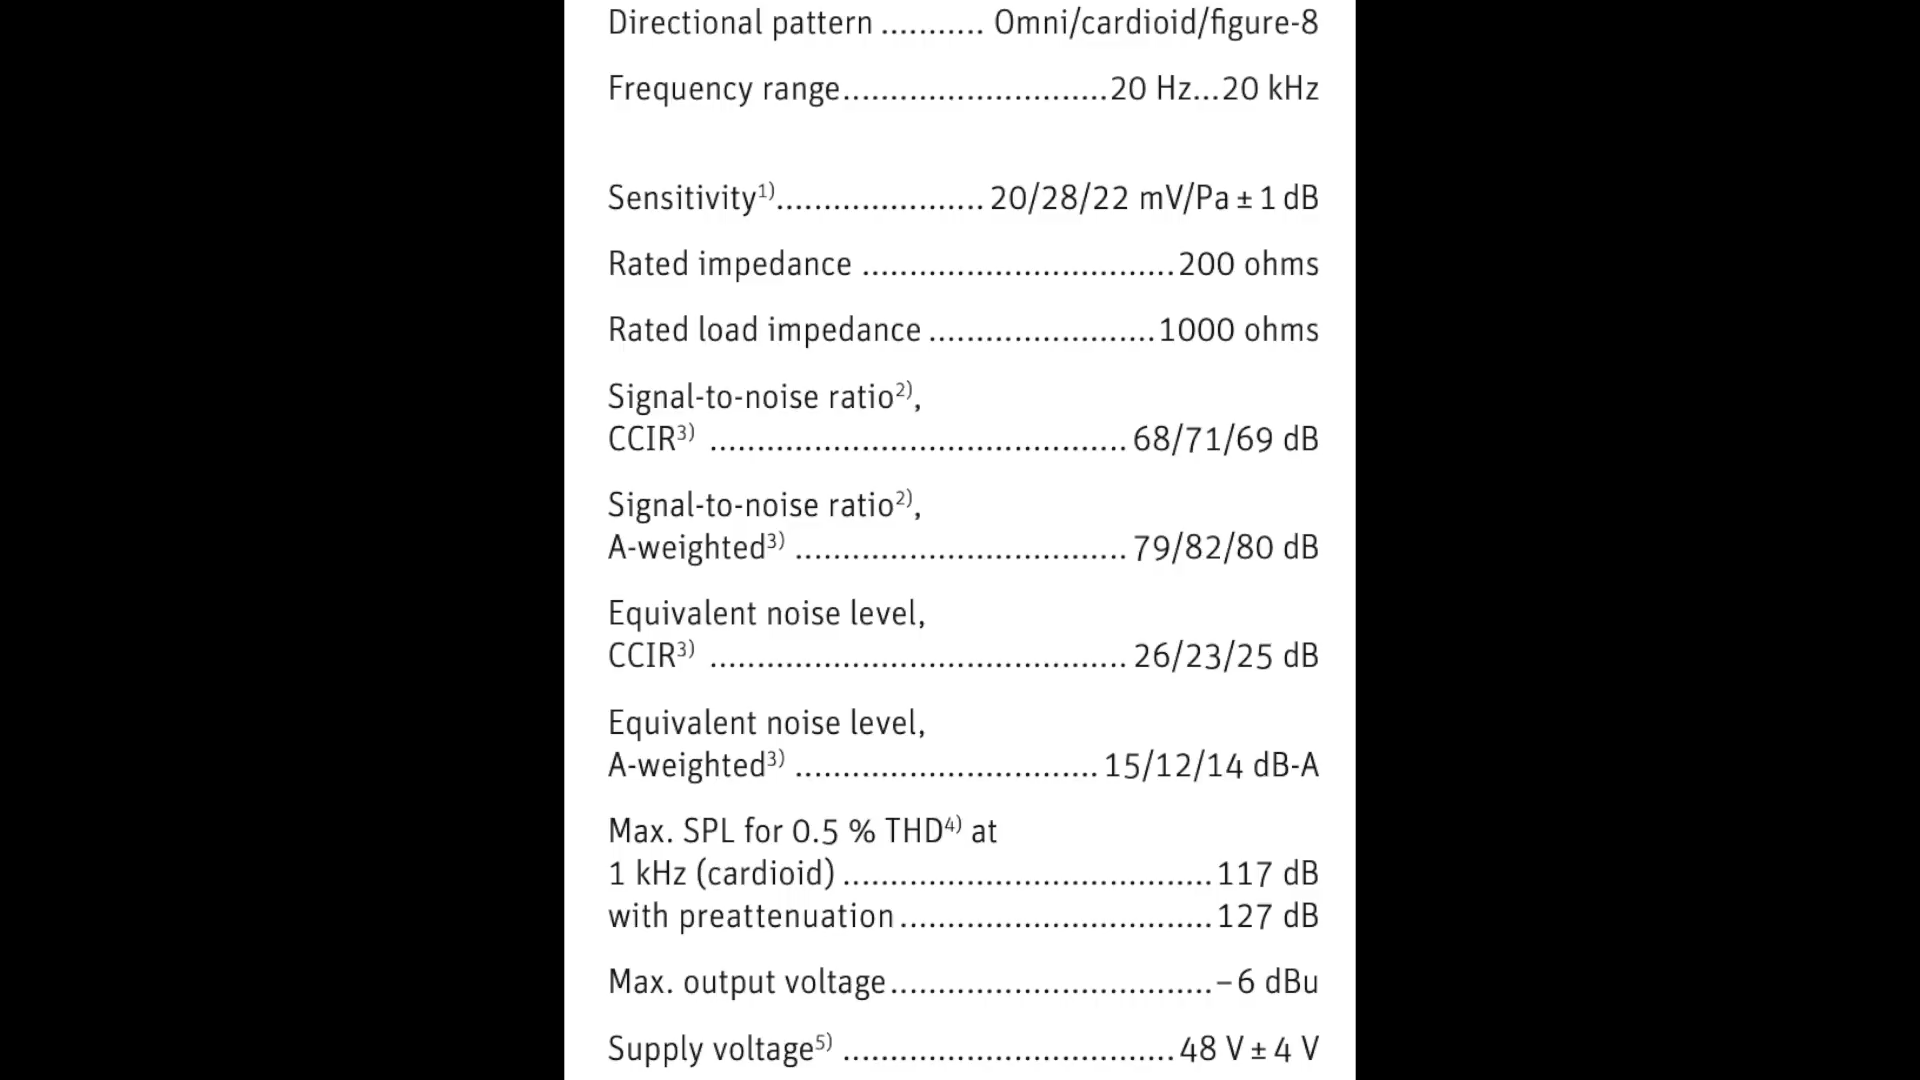 Directional pattern ........... Omni/cardioid/figure-8
Frequency range............................20 Hz...20 kHz
Sensitivity1)...................... 20/28/22 mV/Pa ± 1 dB
Rated impedance .................................200 ohms
Rated load impedance ........................1000 ohms
Signal-to-noise ratio2),
CCIR3) ............................................ 68/71/69 dB
Signal-to-noise ratio2),
A-weighted3) ................................... 79/82/80 dB
Equivalent noise level,
CCIR3) ............................................ 26/23/25 dB
Equivalent noise level,
A-weighted3) ................................ 15/12/14 dB-A
Max. SPL for 0.5 % THD4) at
1 kHz (cardioid) .......................................117 dB
with preattenuation.................................127 dB
Max. output voltage..................................–6 dBu
Supply voltage5) ...................................48 V ± 4 V